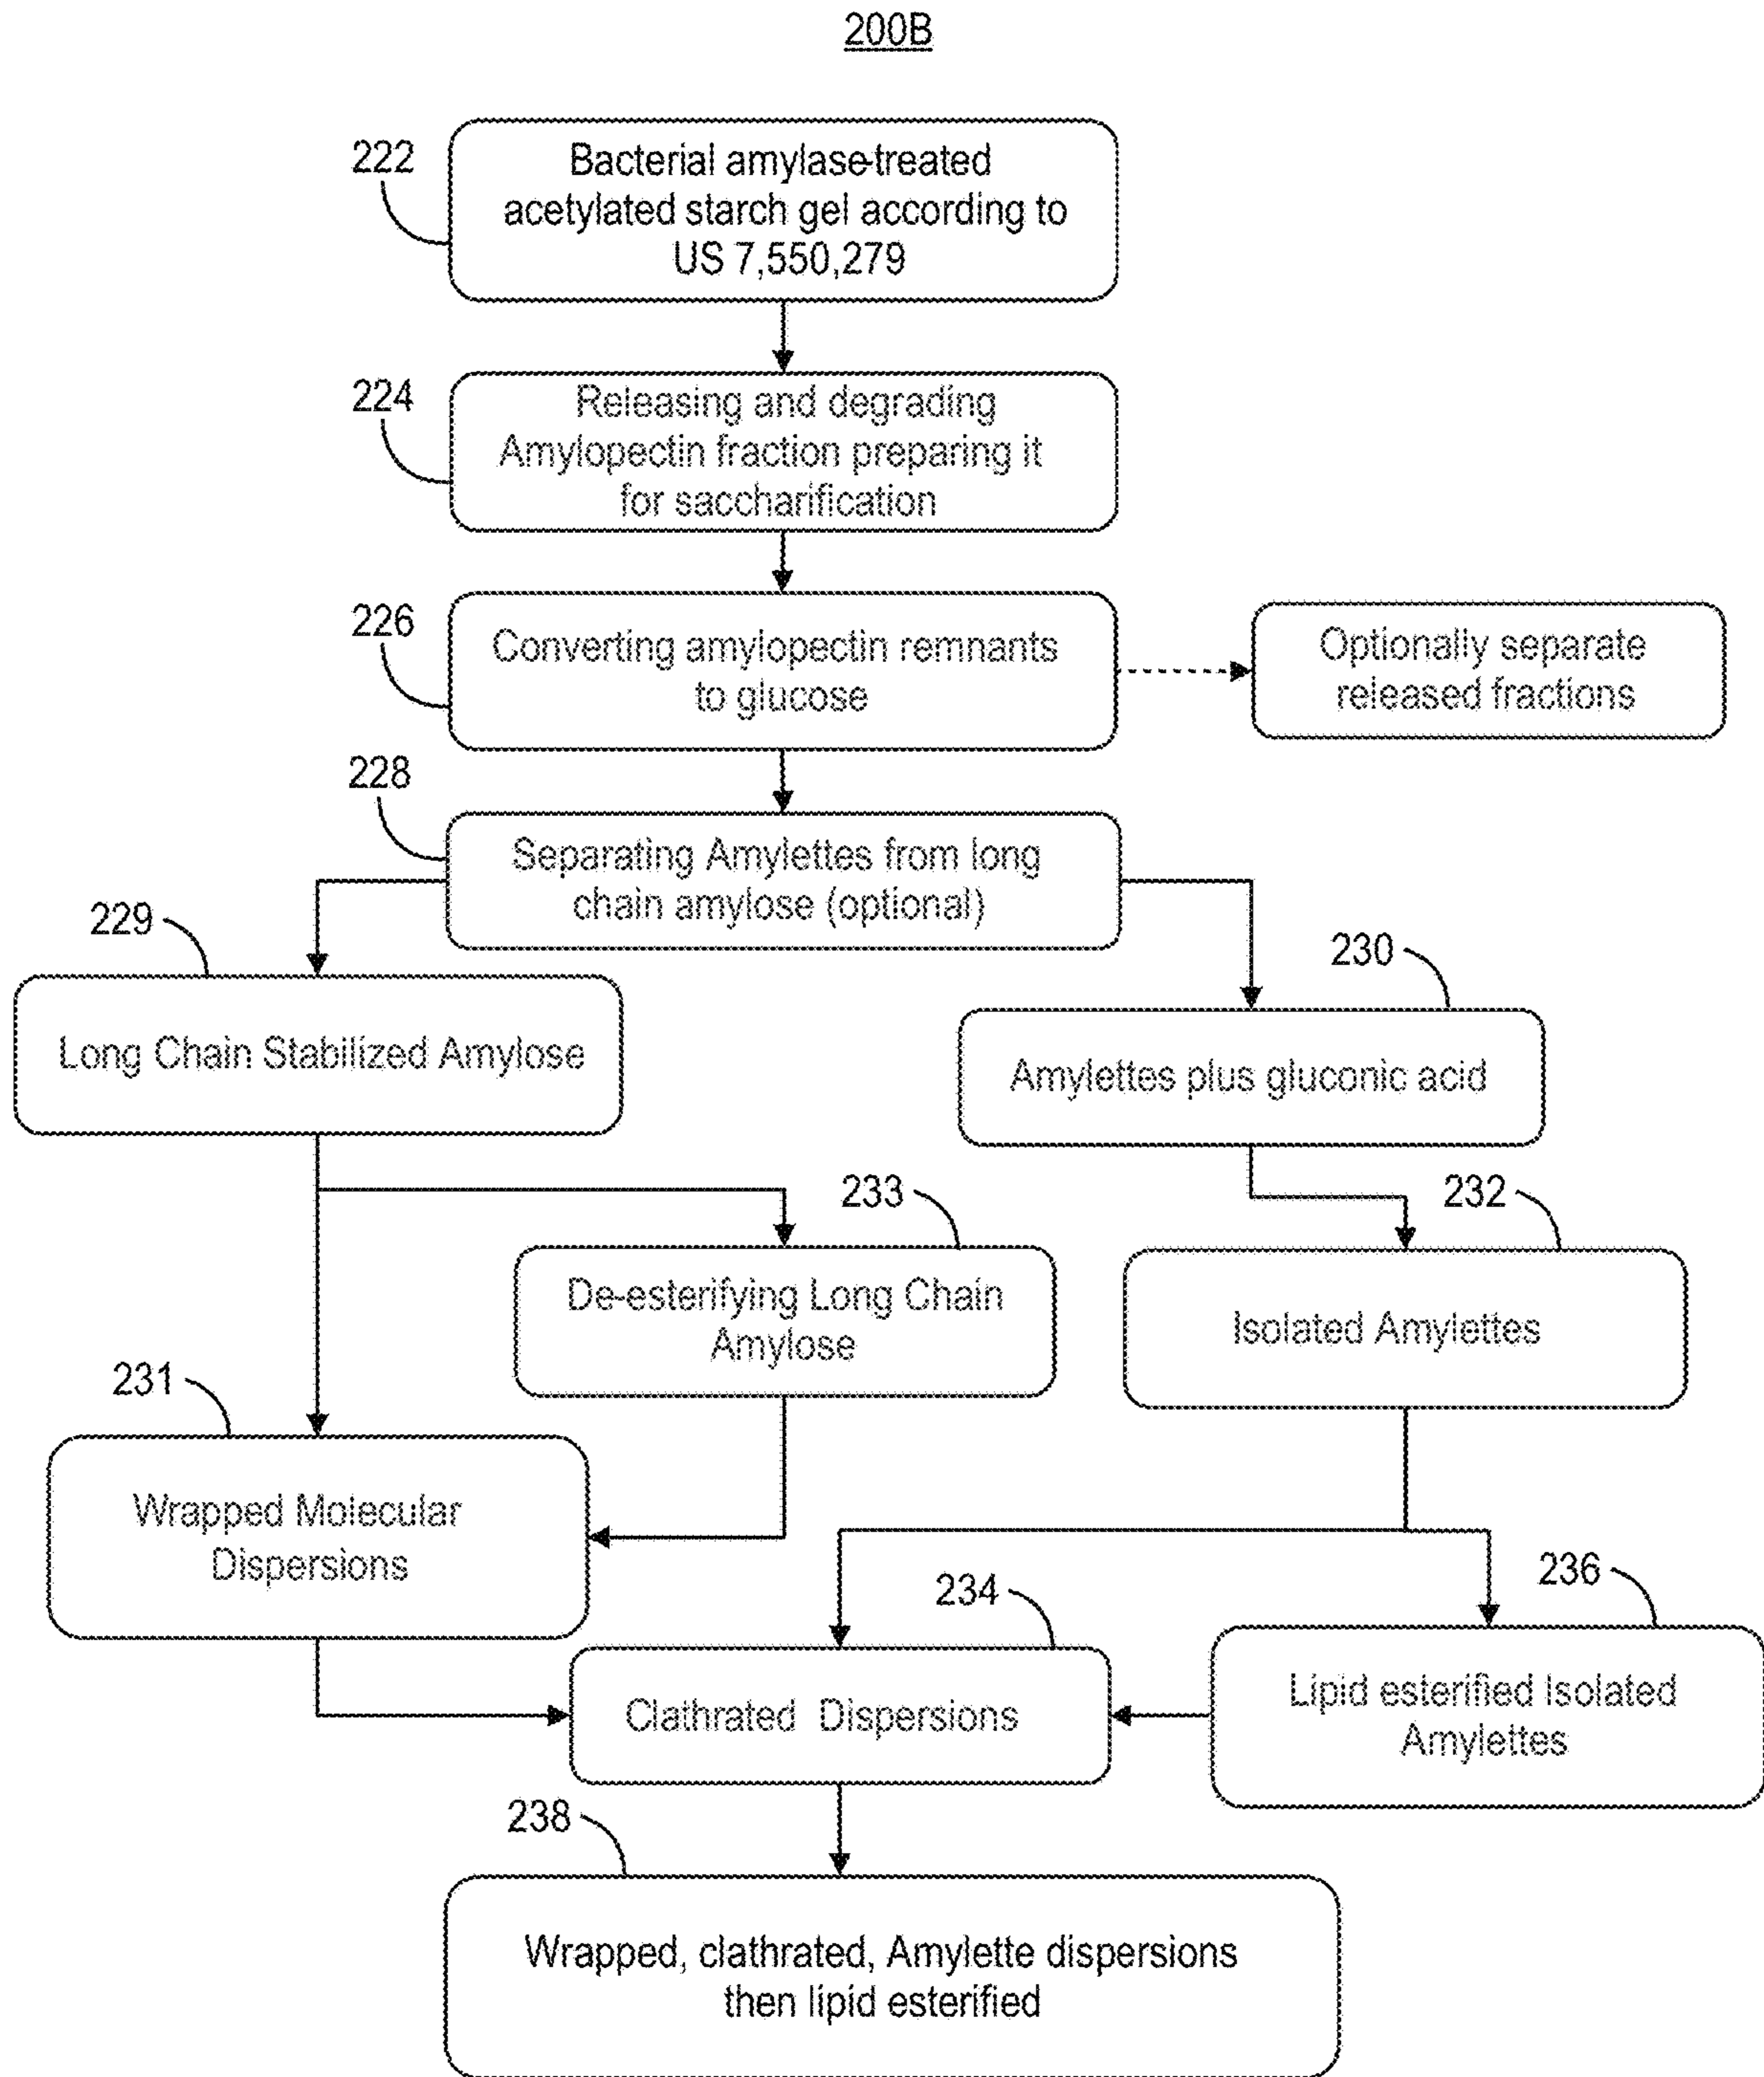 200B
222
Bacterial amylase-treated
acetylated starch gel according to
US 7,550,279
224
Releasing and degrading
Amylopectin fraction preparing it
for saccharification
226
Converting amylopectin remnants
to glucose
Optionally separate
released fractions
228
Separating Amylettes from long
chain amylose (optional)
229
Long Chain Stabilized Amylose
230
Amylettes plus gluconic acid
233
De-esterifying Long Chain
Amylose
232
Isolated Amylettes
231
Wrapped Molecular
Dispersions
234
Clathrated Dispersions
236
Lipid esterified Isolated
Amylettes
238
Wrapped, clathrated, Amylette dispersions
then lipid esterified